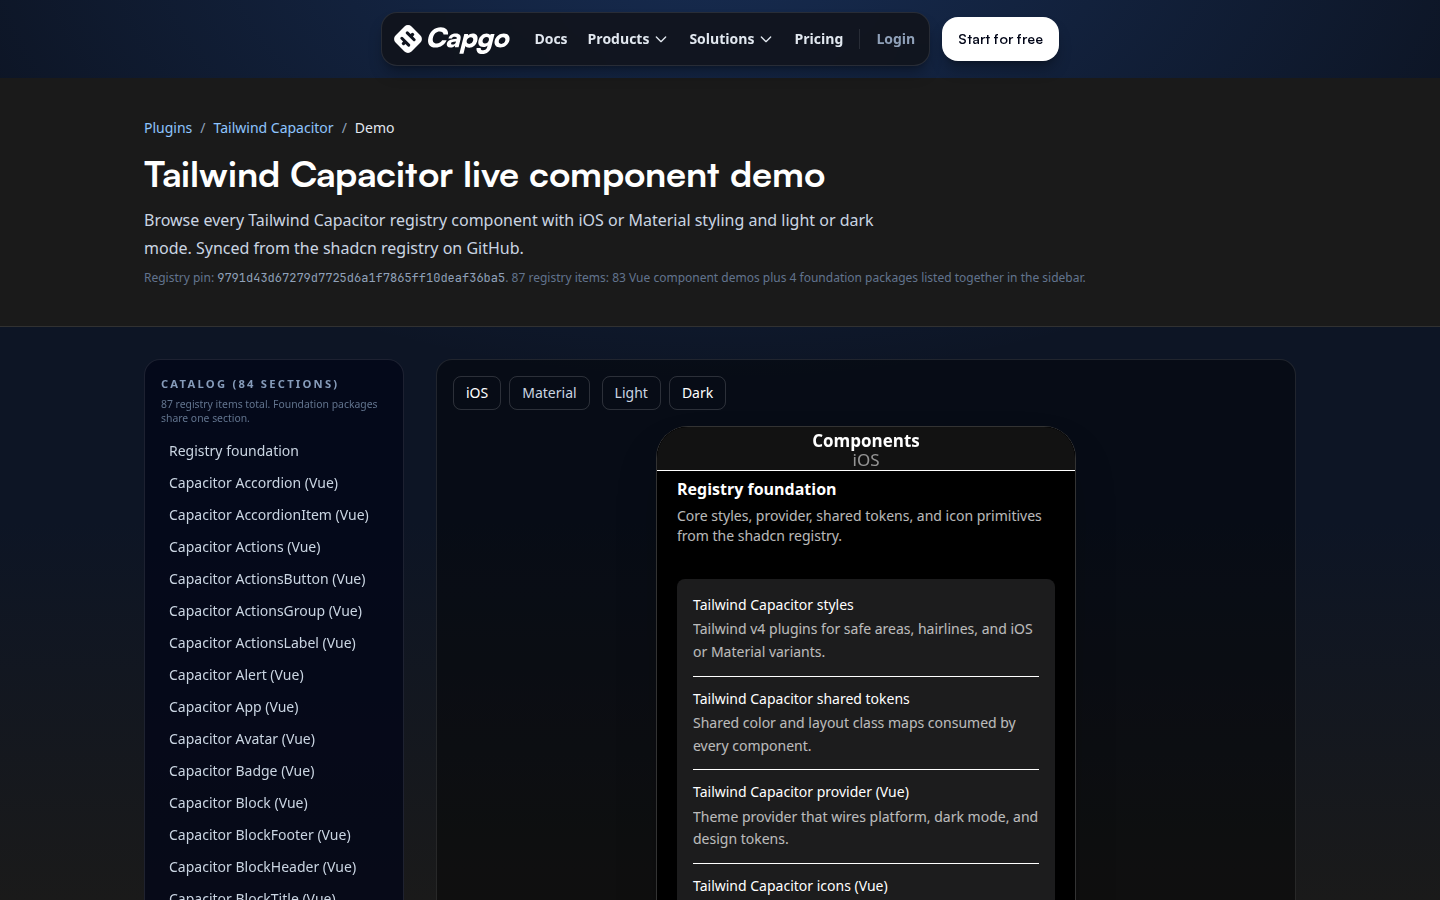 Capgo
Docs
Products
Solutions
Pricing
Login
Start for free
Plugins / Tailwind Capacitor / Demo
Tailwind Capacitor live component demo
Browse every Tailwind Capacitor registry component with iOS or Material styling and light or dark
mode. Synced from the shadcn registry on GitHub.
Registry pin: 9791d43d67279d7725d6a1f7865ff10deaf36ba5. 87 registry items: 83 Vue component demos plus 4 foundation packages listed together in the sidebar.
CATALOG (84 SECTIONS)
87 registry items total. Foundation packages
share one section.
Registry foundation
Capacitor Accordion (Vue)
Capacitor AccordionItem (Vue)
Capacitor Actions (Vue)
Capacitor ActionsButton (Vue)
Capacitor ActionsGroup (Vue)
Capacitor ActionsLabel (Vue)
Capacitor Alert (Vue)
Capacitor App (Vue)
Capacitor Avatar (Vue)
Capacitor Badge (Vue)
Capacitor Block (Vue)
Capacitor BlockFooter (Vue)
Capacitor BlockHeader (Vue)
Capacitor BlockTitle (Vue)
iOS
Material
Light
Dark
Components
iOS
Registry foundation
Core styles, provider, shared tokens, and icon primitives
from the shadcn registry.
Tailwind Capacitor styles
Tailwind v4 plugins for safe areas, hairlines, and iOS
or Material variants.
Tailwind Capacitor shared tokens
Shared color and layout class maps consumed by
every component.
Tailwind Capacitor provider (Vue)
Theme provider that wires platform, dark mode, and
design tokens.
Tailwind Capacitor icons (Vue)